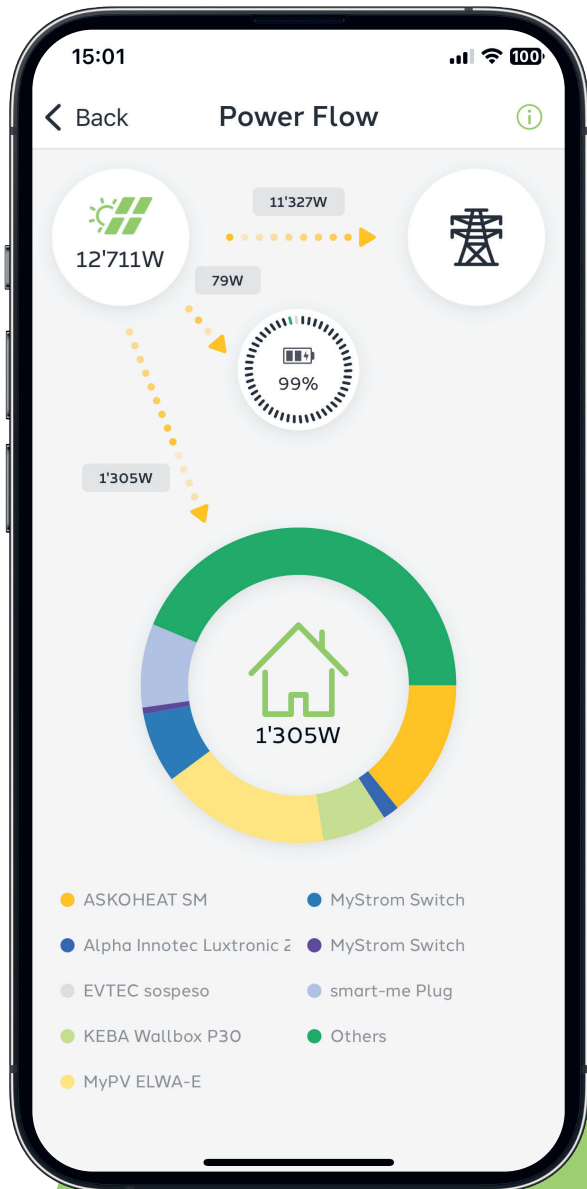 15:01
100
Back
Power Flow
11'327W
12'711W
79W
99%
1'305W
1'305W
ASKOHEAT SM
MyStrom Switch
Alpha Innotec Luxtronic 2
MyStrom Switch
EVTEC sospeso
smart-me Plug
KEBA Wallbox P30
Others
MyPV ELWA-E